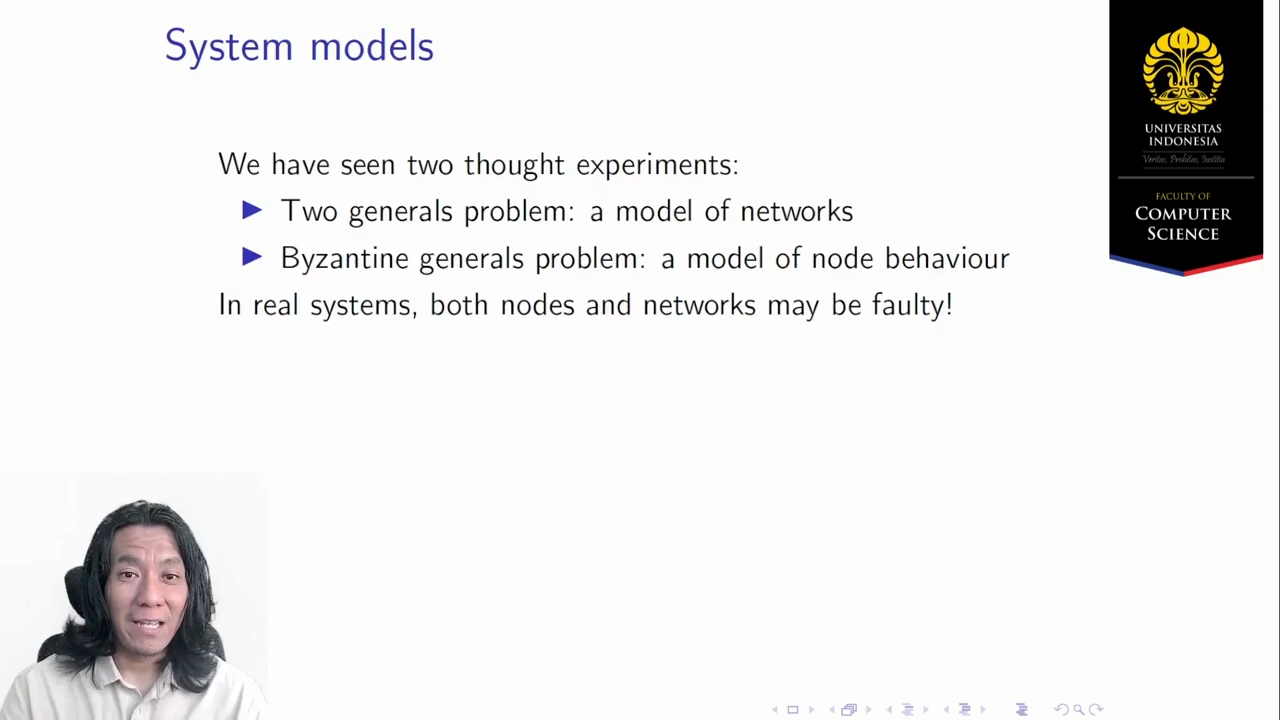 System models
We have seen two thought experiments:
Two generals problem: a model of networks
Byzantine generals problem: a model of node behaviour
In real systems, both nodes and networks may be faulty!
UNIVERSITAS
INDONESIA
Veritas, Probitas, Iustitia
FACULTY OF
COMPUTER
SCIENCE